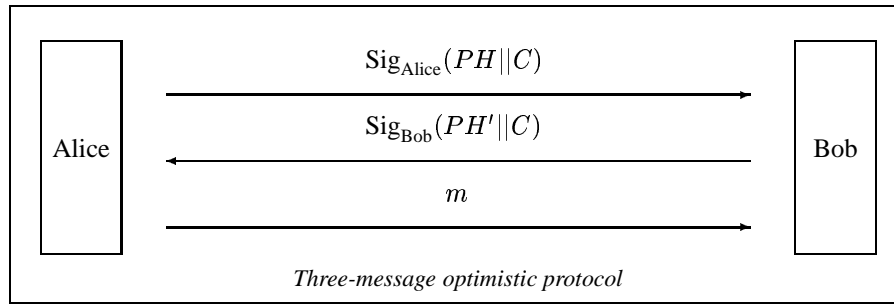 Sig_Alice(PH||C)
Alice
Sig_Bob(PH'||C)
Bob
m
Three-message optimistic protocol